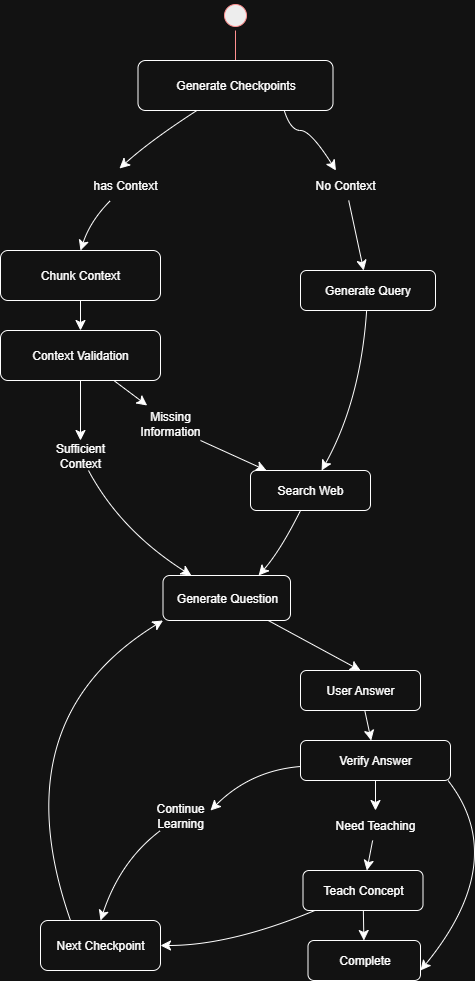 Generate Checkpoints
has Context
No Context
Chunk Context
Generate Query
Context Validation
Missing
Information
Sufficient
Context
Search Web
Generate Question
User Answer
Verify Answer
Continue
Learning
Need Teaching
Teach Concept
Next Checkpoint
Complete